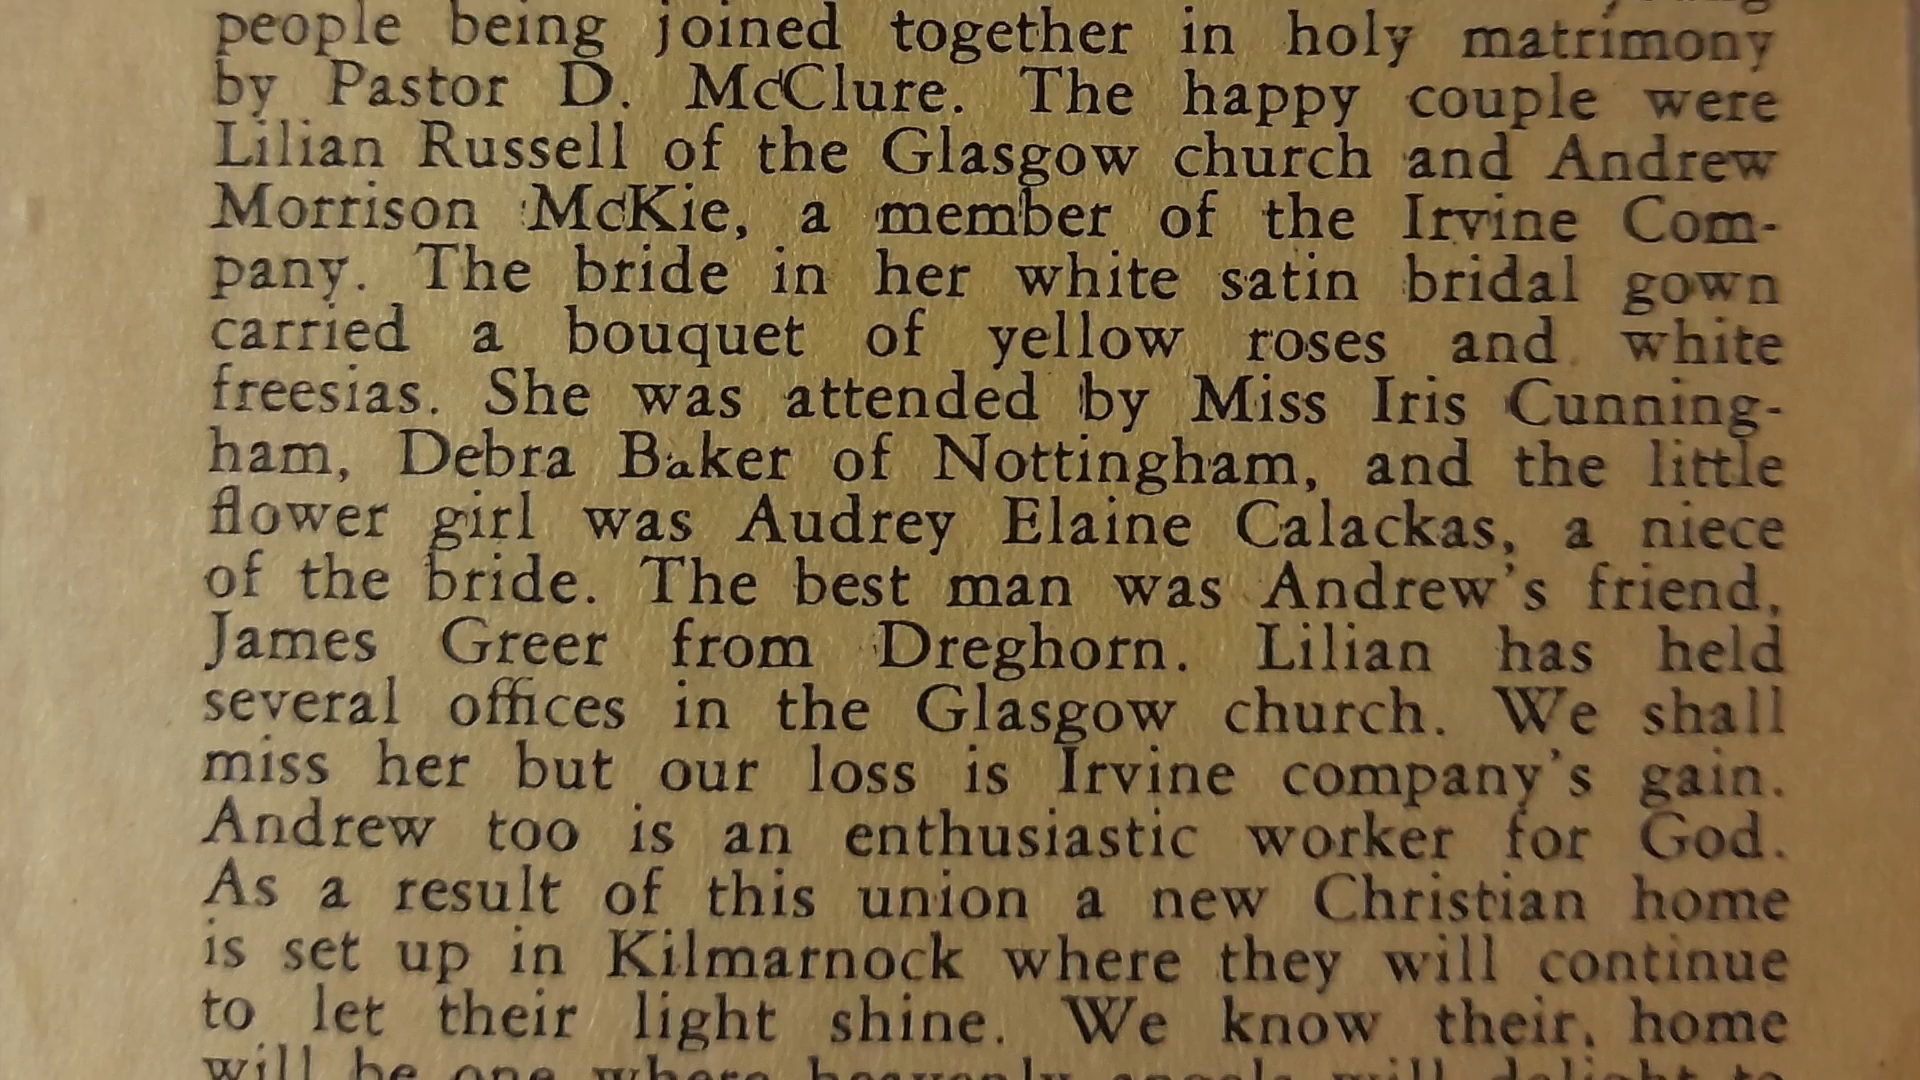 people being joined together in holy matrimony
by Pastor D. McClure. The happy couple were
Lilian Russell of the Glasgow church and Andrew
Morrison McKie, a member of the Irvine Com-
pany. The bride in her white satin bridal gown
carried a bouquet of yellow roses and white
freesias. She was attended by Miss Iris Cunning-
ham, Debra Baker of Nottingham, and the little
flower girl was Audrey Elaine Calackas, a niece
of the bride. The best man was Andrew's friend,
James Greer from Dreghorn. Lilian has held
several offices in the Glasgow church. We shall
miss her but our loss is Irvine company's gain.
Andrew too is an enthusiastic worker for God.
As a result of this union a new Christian home
is set up in Kilmarnock where they will continue
to let their light shine. We know their, home
will be one where heavenly angels will delight to